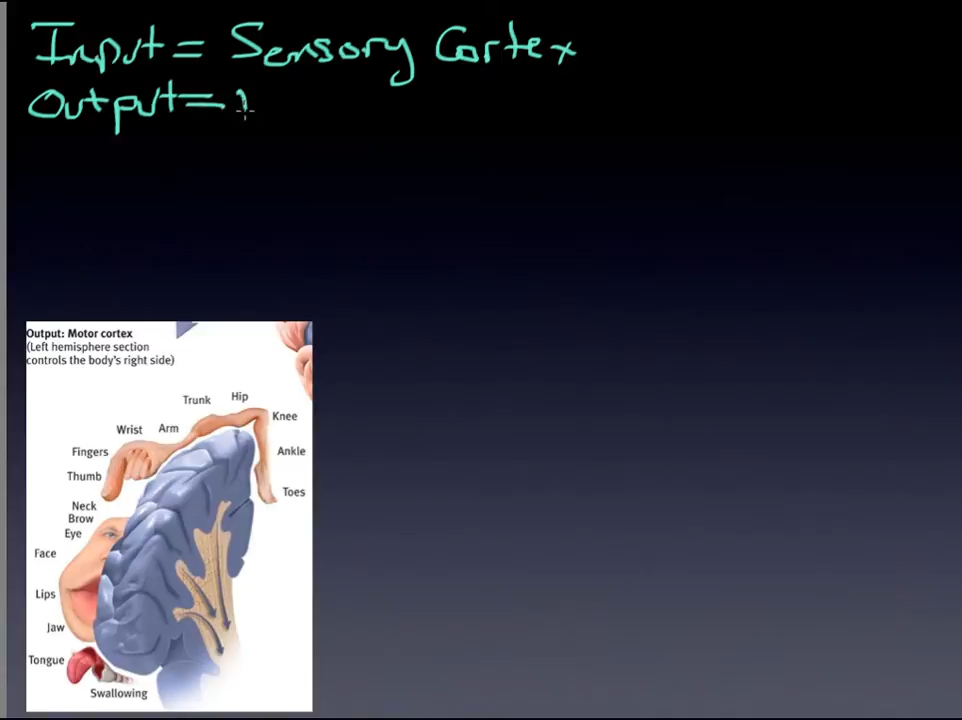 Input = Sensory Cortex
Output =
Output: Motor cortex
(Left hemisphere section
controls the body's right side)
Trunk
Hip
Knee
Wrist
Arm
Fingers
Ankle
Thumb
Toes
Neck
Brow
Eye
Face
Lips
Jaw
Tongue
Swallowing